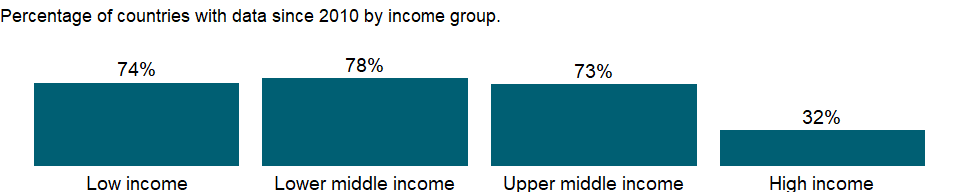 Percentage of countries with data since 2010 by income group.
74%
78%
73%
32%
Low income
Lower middle income
Upper middle income
High income